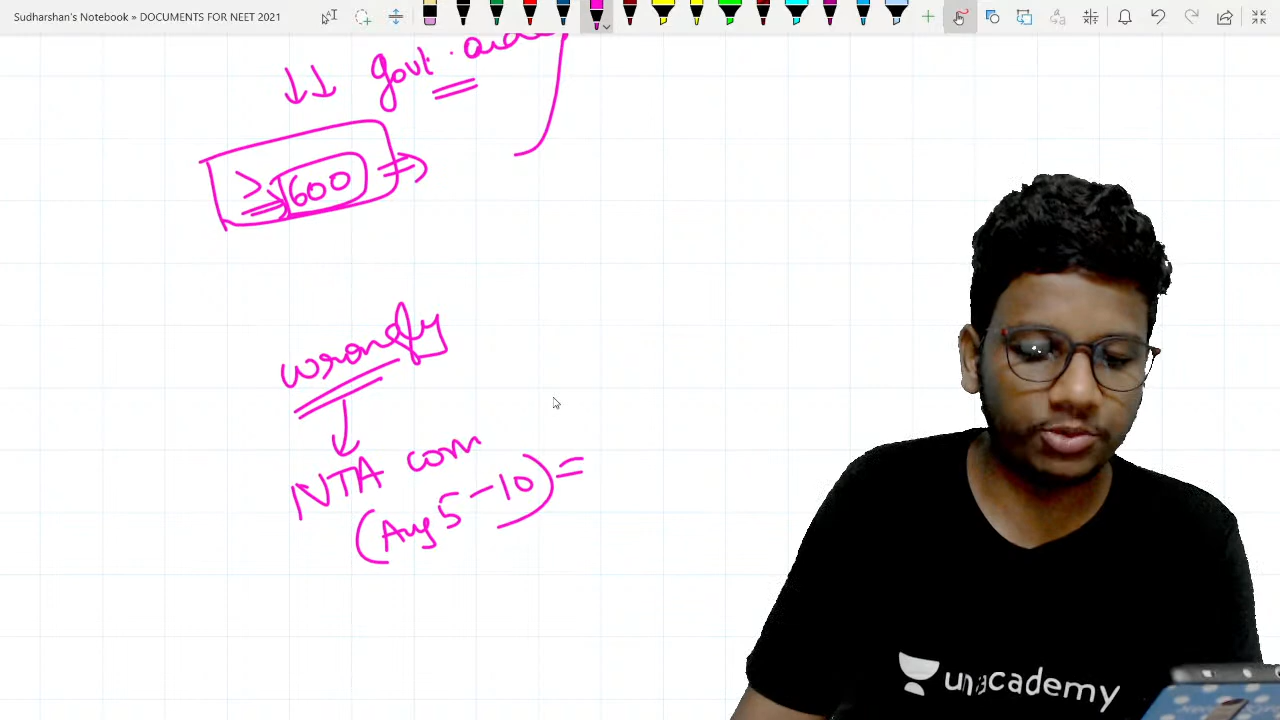 Sudharshan's Notebook » DOCUMENTS FOR NEET 2021
↓↓ govt.
≥ 600 ⇒
wrongly
↓
NTA com
(Aug 5-10) =
unacademy